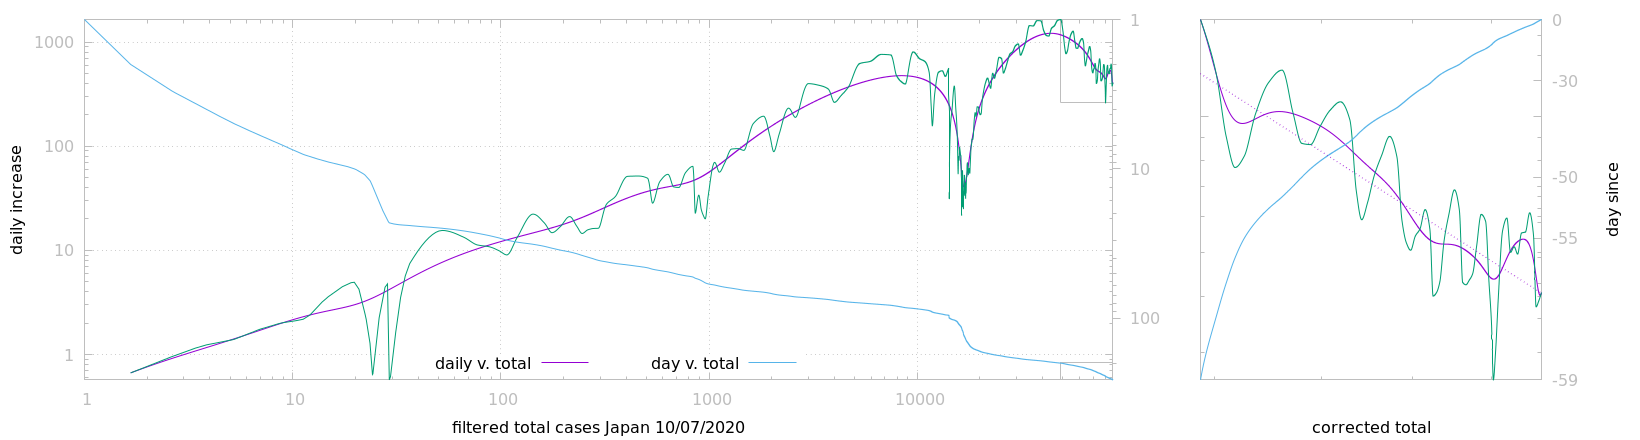 1000
100
10
1
daily increase
1
10
100
1000
10000
filtered total cases Japan 10/07/2020
daily v. total
day v. total
1
10
100
0
-30
-50
-55
-59
day since
corrected total